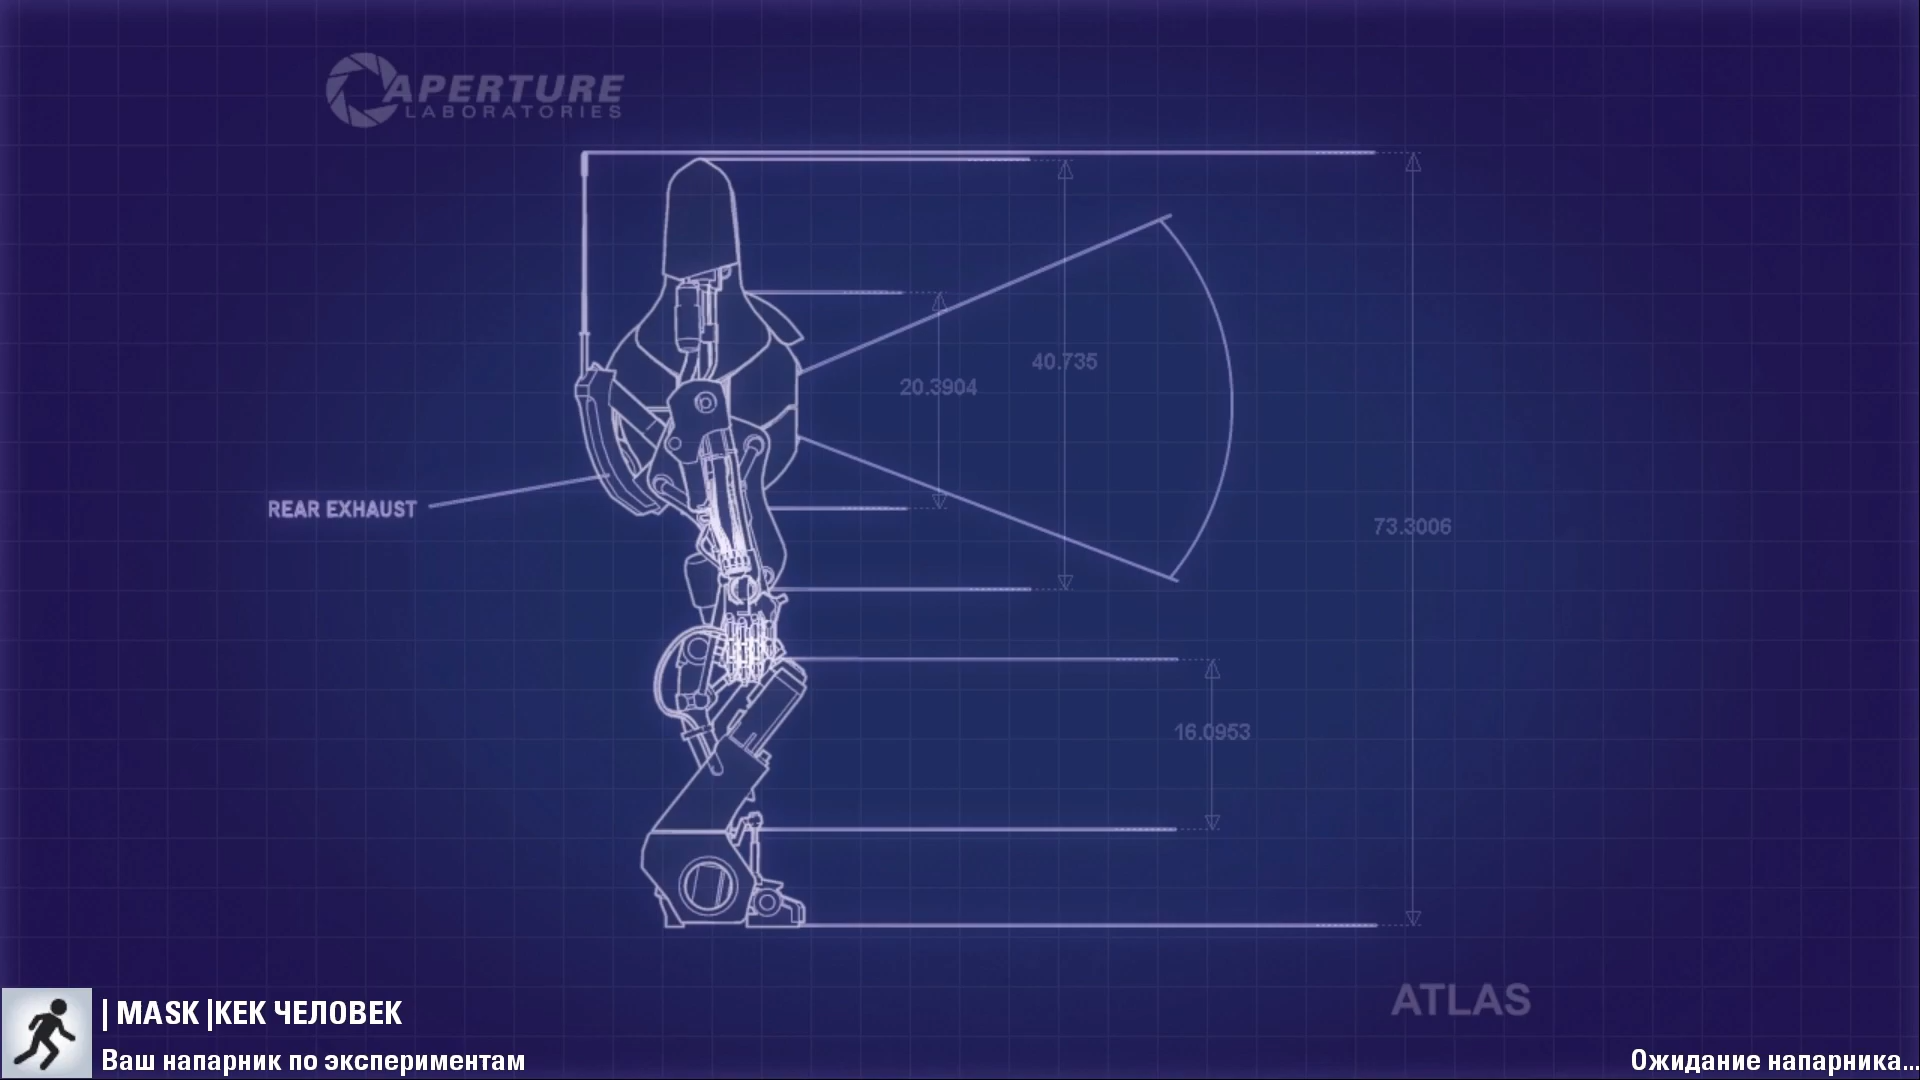 APERTURE
LABORATORIES
40.735
20.3904
REAR EXHAUST
73.3006
16.0953
ATLAS
| MASK |КЕК ЧЕЛОВЕК
Ваш напарник по экспериментам
Ожидание напарника...